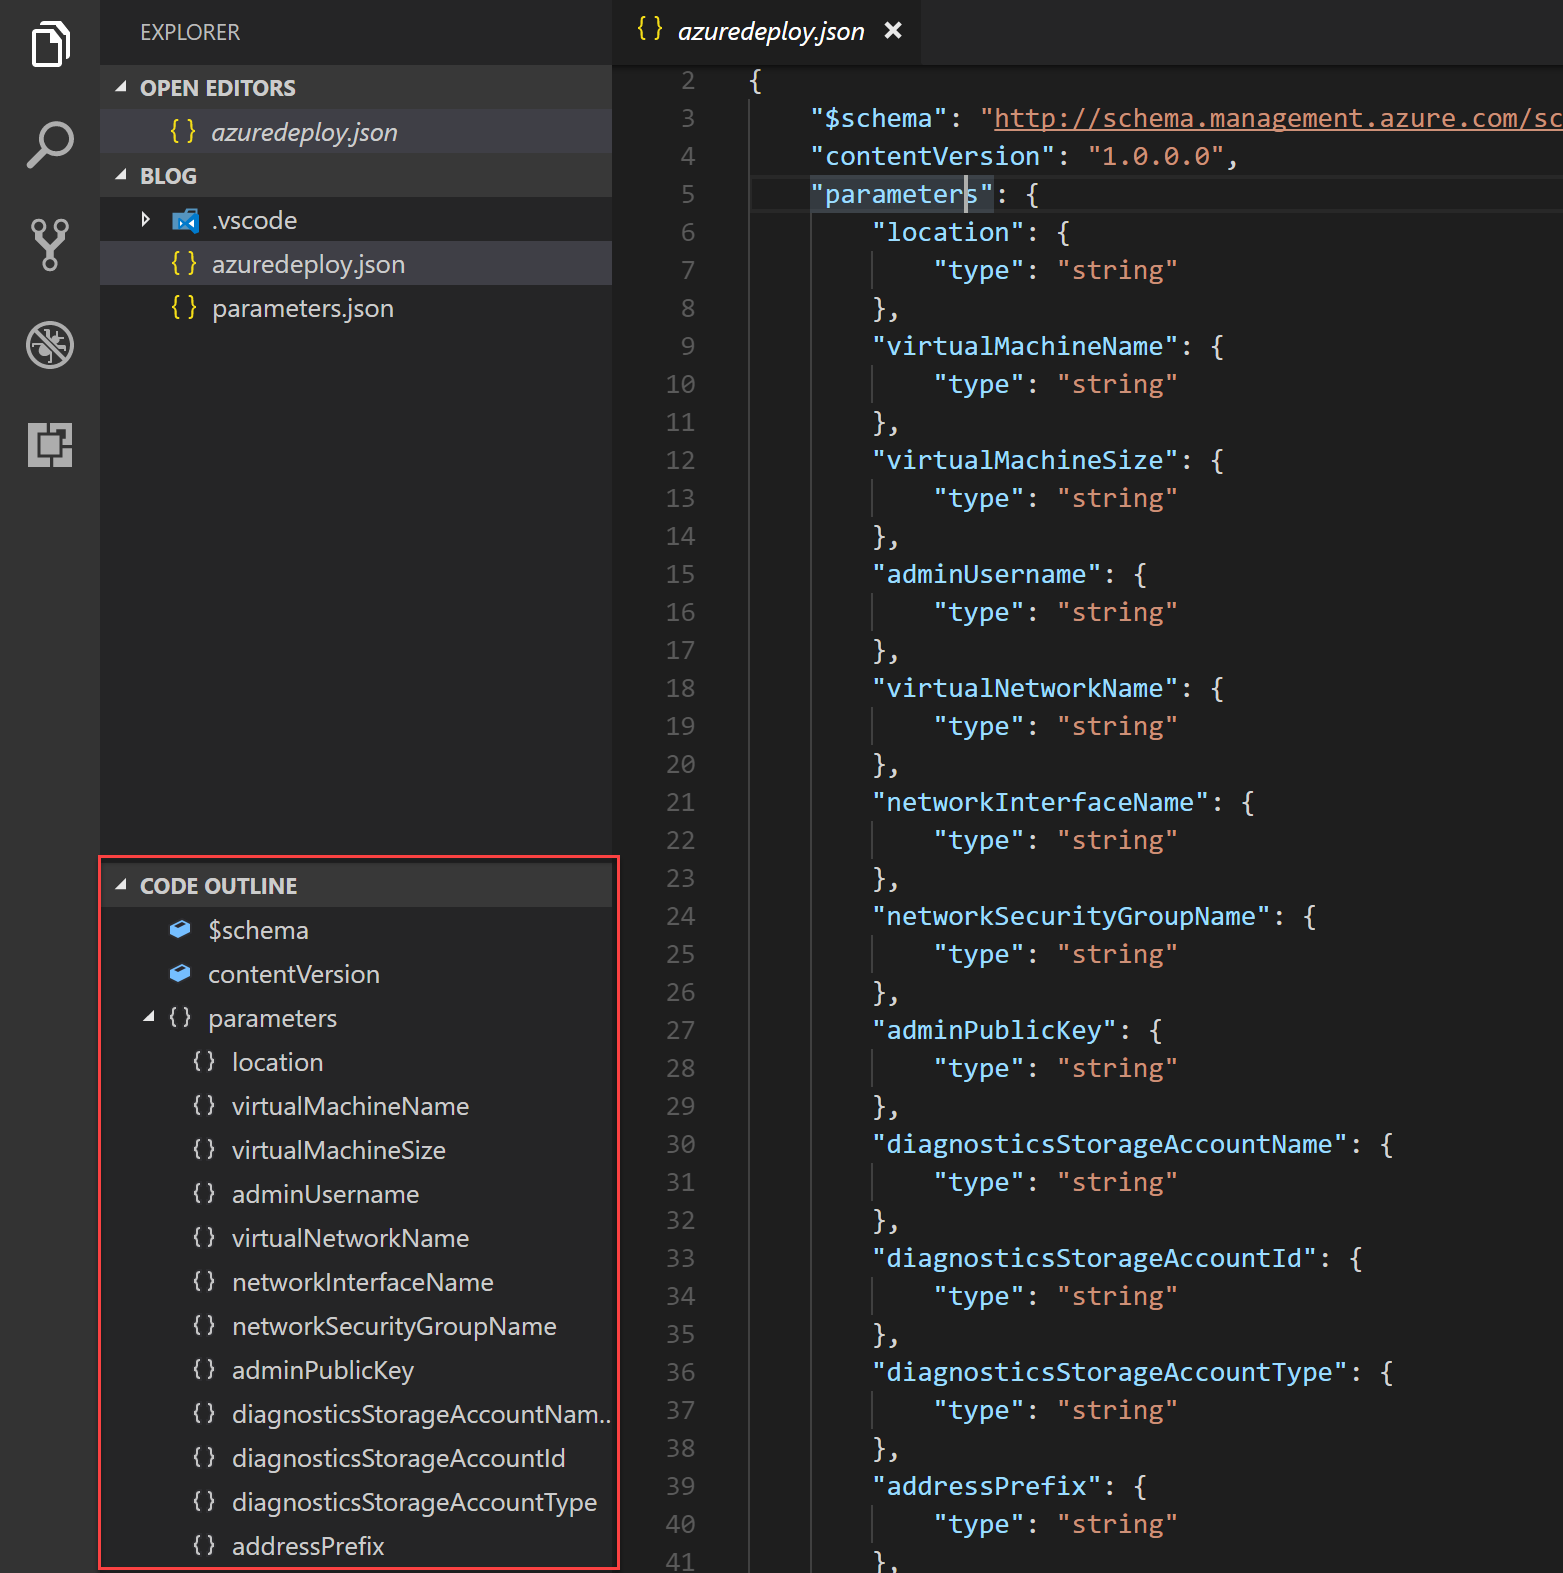 EXPLORER
OPEN EDITORS
{ } azuredeploy.json
BLOG
.vscode
{ } azuredeploy.json
{ } parameters.json
CODE OUTLINE
$schema
contentVersion
{ } parameters
{ } location
{ } virtualMachineName
{ } virtualMachineSize
{ } adminUsername
{ } virtualNetworkName
{ } networkInterfaceName
{ } networkSecurityGroupName
{ } adminPublicKey
{ } diagnosticsStorageAccountNam..
{ } diagnosticsStorageAccountId
{ } diagnosticsStorageAccountType
{ } addressPrefix
{ } azuredeploy.json ×
2 {
3 "$schema": "http://schema.management.azure.com/sc
4 "contentVersion": "1.0.0.0",
5 "parameters": {
6 "location": {
7 "type": "string"
8 },
9 "virtualMachineName": {
10 "type": "string"
11 },
12 "virtualMachineSize": {
13 "type": "string"
14 },
15 "adminUsername": {
16 "type": "string"
17 },
18 "virtualNetworkName": {
19 "type": "string"
20 },
21 "networkInterfaceName": {
22 "type": "string"
23 },
24 "networkSecurityGroupName": {
25 "type": "string"
26 },
27 "adminPublicKey": {
28 "type": "string"
29 },
30 "diagnosticsStorageAccountName": {
31 "type": "string"
32 },
33 "diagnosticsStorageAccountId": {
34 "type": "string"
35 },
36 "diagnosticsStorageAccountType": {
37 "type": "string"
38 },
39 "addressPrefix": {
40 "type": "string"
41 },